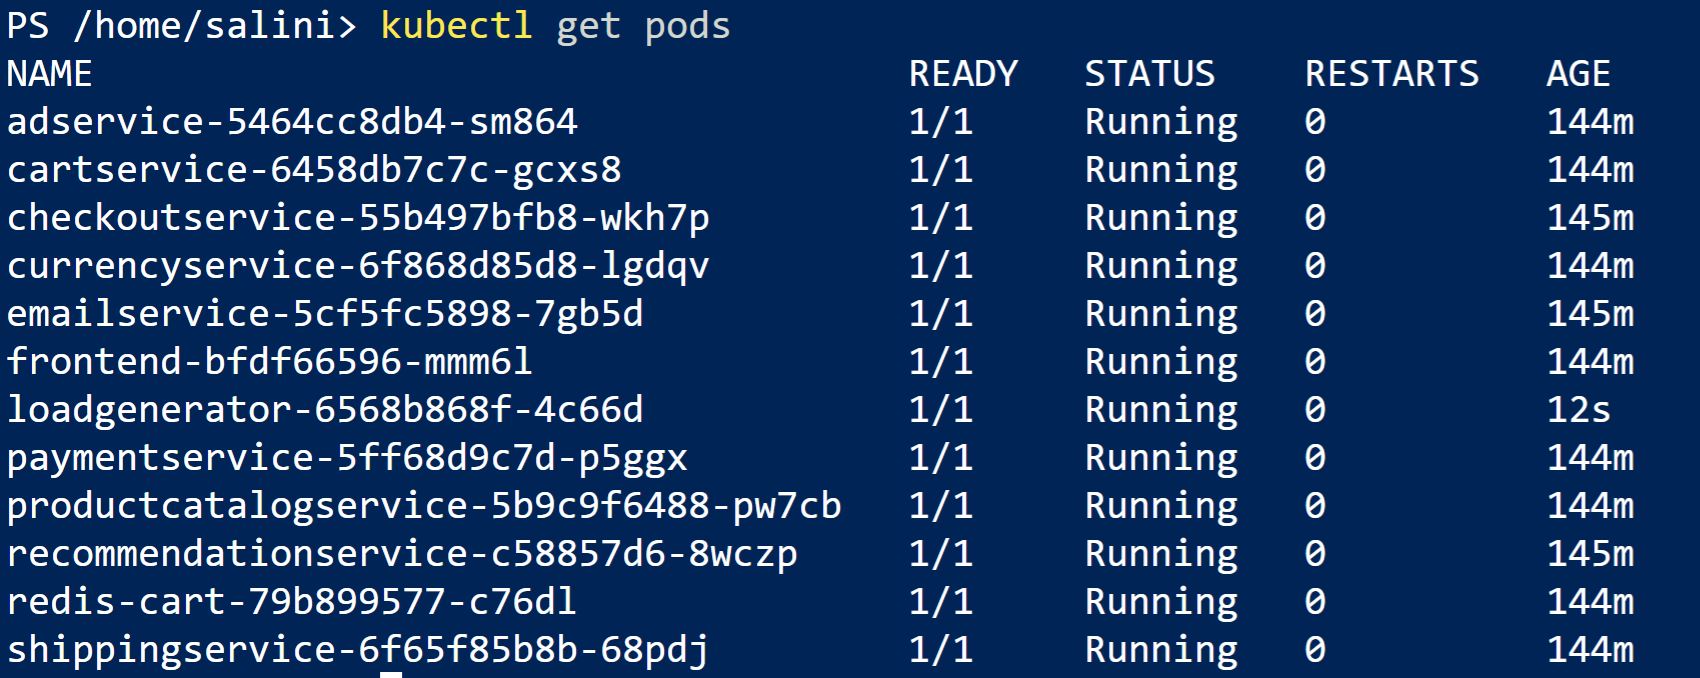 PS /home/salini> kubectl get pods
NAME READY STATUS RESTARTS AGE
adservice-5464cc8db4-sm864 1/1 Running 0 144m
cartservice-6458db7c7c-gcxs8 1/1 Running 0 144m
checkoutservice-55b497bfb8-wkh7p 1/1 Running 0 145m
currencyservice-6f868d85d8-lgdqv 1/1 Running 0 144m
emailservice-5cf5fc5898-7gb5d 1/1 Running 0 145m
frontend-bfdf66596-mmm6l 1/1 Running 0 144m
loadgenerator-6568b868f-4c66d 1/1 Running 0 12s
paymentservice-5ff68d9c7d-p5ggx 1/1 Running 0 144m
productcatalogservice-5b9c9f6488-pw7cb 1/1 Running 0 144m
recommendationservice-c58857d6-8wczp 1/1 Running 0 145m
redis-cart-79b899577-c76dl 1/1 Running 0 144m
shippingservice-6f65f85b8b-68pdj 1/1 Running 0 144m